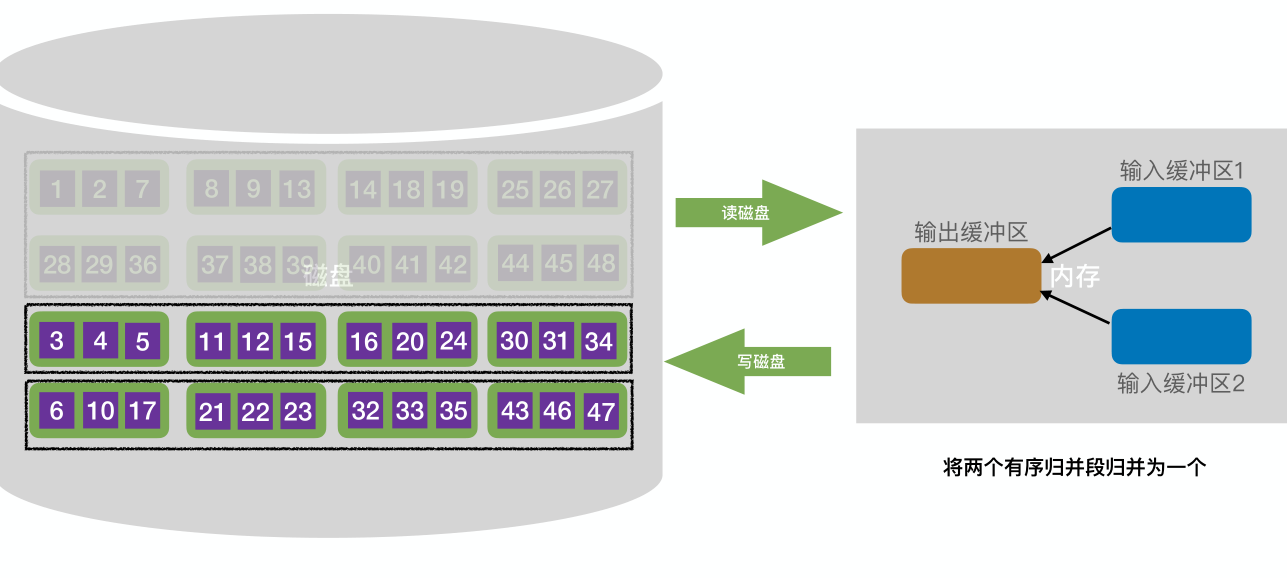 1 2 7 8 9 13 14 18 19 25 26 27
28 29 36 37 38 39 40 41 42 44 45 48
磁盘
3 4 5 11 12 15 16 20 24 30 31 34
6 10 17 21 22 23 32 33 35 43 46 47
读磁盘
写磁盘
输入缓冲区1
输出缓冲区
内存
输入缓冲区2
将两个有序归并段归并为一个